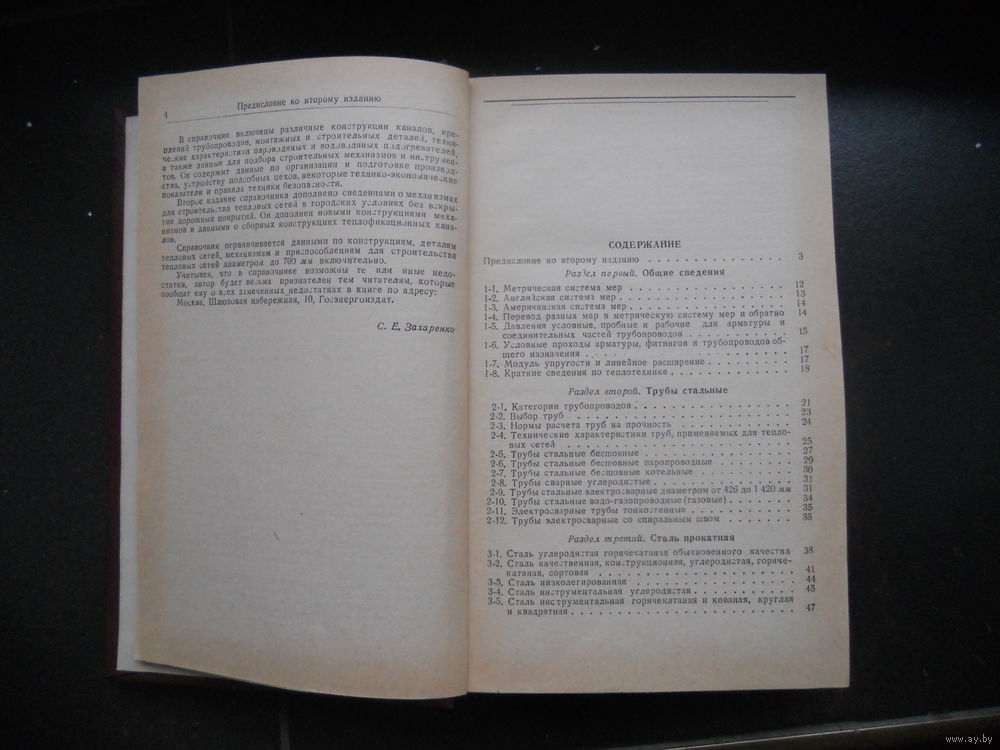 4
Предисловие ко второму изданию
В справочник включены различные конструкции каналов, кре-
плений трубопроводов, монтажных и строительных деталей, техни-
ческие характеристики пароводяных и водоводяных подогревателей,
а также данные для подбора строительных механизмов и инструмен-
тов. Он содержит данные по организации и подготовке производ-
ства, устройству подсобных цехов, некоторые технико-экономические
показатели и правила техники безопасности.
Второе издание справочника дополнено сведениями о механизмах
для строительства тепловых сетей в городских условиях без вскры-
тия дорожных покрытий. Он дополнен новыми конструкциями меха-
низмов и данными о сборных конструкциях теплофикационных кана-
лов.
Справочник ограничивается данными по конструкциям, деталям
тепловых сетей, механизмам и приспособлениям для строительства
тепловых сетей диаметром до 700 мм включительно.
Учитывая, что в справочнике возможны те или иные недо-
статки, автор будет весьма признателен тем читателям, которые
сообщат ему о всех замеченных недостатках в книге по адресу:
Москва, Шлюзовая набережная, 10, Госэнергоиздат.
С. Е. Захаренко
СОДЕРЖАНИЕ
Предисловие ко второму изданию . . . . . . . . . . . . . 3
Раздел первый. Общие сведения
1-1. Метрическая система мер . . . . . . . . . . . . . . . 12
1-2. Английская система мер . . . . . . . . . . . . . . . 13
1-3. Американская система мер . . . . . . . . . . . . . . . 14
1-4. Перевод разных мер в метрическую систему мер и обратно 14
1-5. Давления условные, пробные и рабочие для арматуры и
соединительных частей трубопроводов . . . . . . . . . 15
1-6. Условные проходы арматуры, фитингов и трубопроводов об-
щего назначения . . . . . . . . . . . . . . . . . . 17
1-7. Модуль упругости и линейное расширение . . . . . . . . 17
1-8. Краткие сведения по теплотехнике . . . . . . . . . . . 18
Раздел второй. Трубы стальные
2-1. Категории трубопроводов . . . . . . . . . . . . . . . 21
2-2. Выбор труб . . . . . . . . . . . . . . . . . . . . 23
2-3. Нормы расчета труб на прочность . . . . . . . . . . . 24
2-4. Технические характеристики труб, применяемых для тепло-
вых сетей . . . . . . . . . . . . . . . . . . . . 25
2-5. Трубы стальные бесшовные . . . . . . . . . . . . . . 27
2-6. Трубы стальные бесшовные паропроводные . . . . . . . . 29
2-7. Трубы стальные бесшовные котельные . . . . . . . . . . 30
2-8. Трубы сварные углеродистые . . . . . . . . . . . . . . 31
2-9. Трубы стальные электросварные диаметром от 426 до 1 420 мм 31
2-10. Трубы стальные водо-газопроводные (газовые) . . . . . . 34
2-11. Электросварные трубы тонкостенные . . . . . . . . . . 35
2-12. Трубы электросварные со спиральным швом . . . . . . . 35
Раздел третий. Сталь прокатная
3-1. Сталь углеродистая горячекатаная обыкновенного качества 38
3-2. Сталь качественная, конструкционная, углеродистая, горяче-
катаная, сортовая . . . . . . . . . . . . . . . . . 41
3-3. Сталь низколегированная . . . . . . . . . . . . . . . 44
3-4. Сталь инструментальная углеродистая . . . . . . . . . . 45
3-5. Сталь инструментальная горячекатаная и кованая, круглая
и квадратная . . . . . . . . . . . . . . . . . . . 47
www.ay.by